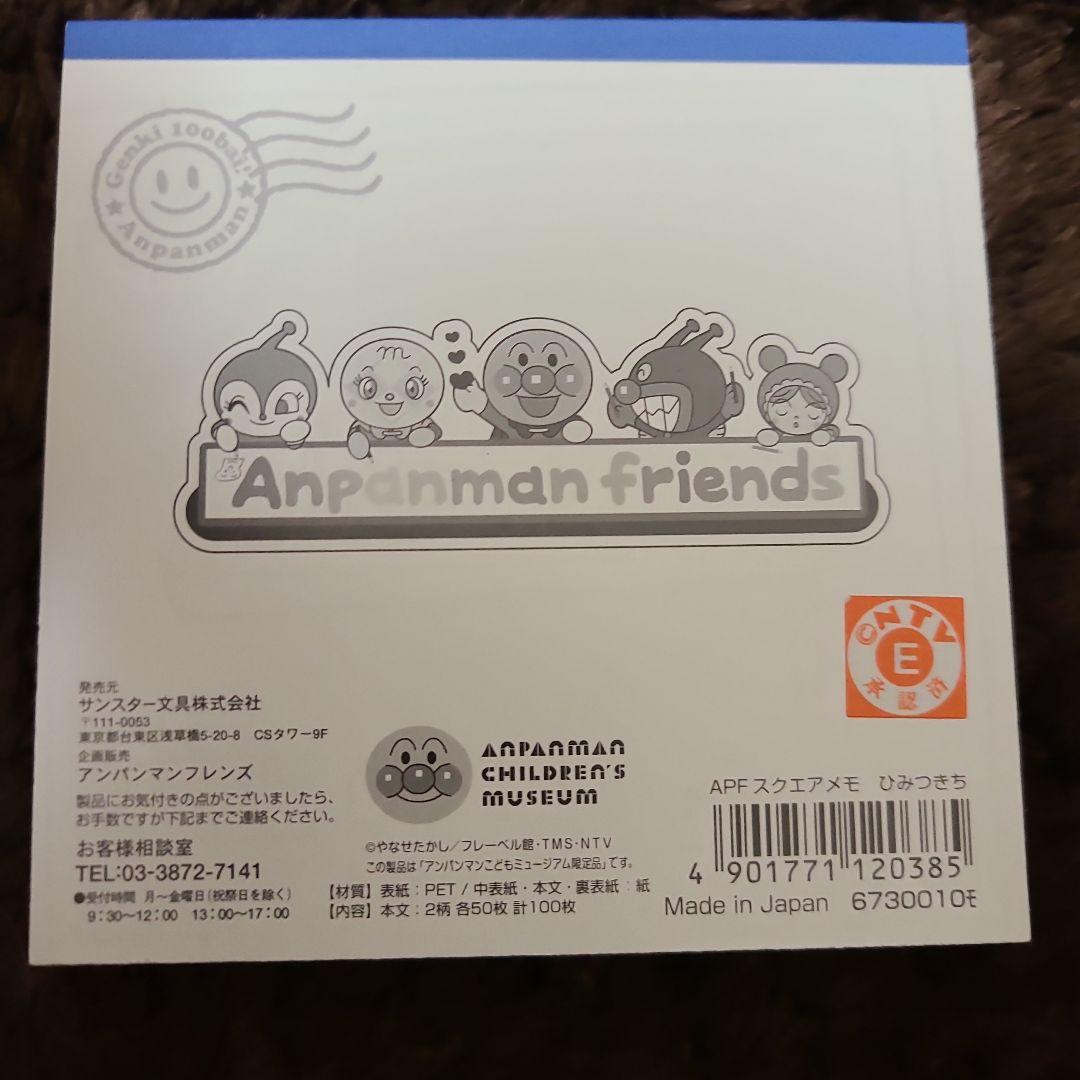 Genki 100bai!
★ Anpanman ★
Anpanman friends
©NTV
E
承認済
発売元
サンスター文具株式会社
〒111-0053
東京都台東区浅草橋5-20-8 CSタワー9F
企画販売
アンパンマンフレンズ
製品にお気付きの点がございましたら、
お手数ですが下記までご連絡ください。
お客様相談室
TEL:03-3872-7141
●受付時間 月〜金曜日(祝祭日を除く)
9:30〜12:00 13:00〜17:00
ANPANMAN
CHILDREN'S
MUSEUM
©やなせたかし/フレーベル館・TMS・NTV
この製品は「アンパンマンこどもミュージアム限定品」です。
【材質】表紙:PET / 中表紙・本文・裏表紙:紙
【内容】本文:2柄 各50枚 計100枚
APFスクエアメモ ひみつきち
4 901771 120385
Made in Japan 6730010モ